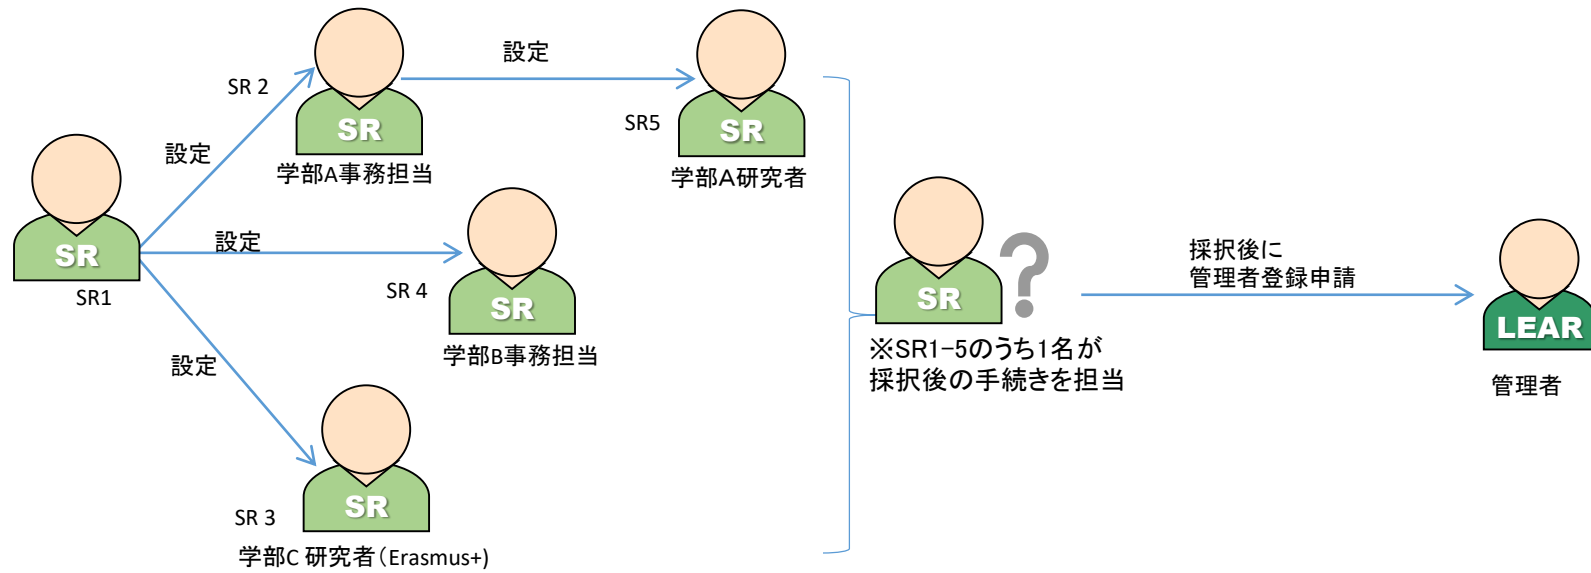 設定
SR 2
SR
SR5
SR
設定
学部A事務担当
学部A研究者
SR
SR1
設定
SR 4
SR
学部B事務担当
設定
SR
SR 3
学部C 研究者（Erasmus+)
SR
?
※SR1-5のうち1名が
採択後の手続きを担当
採択後に
管理者登録申請
LEAR
管理者